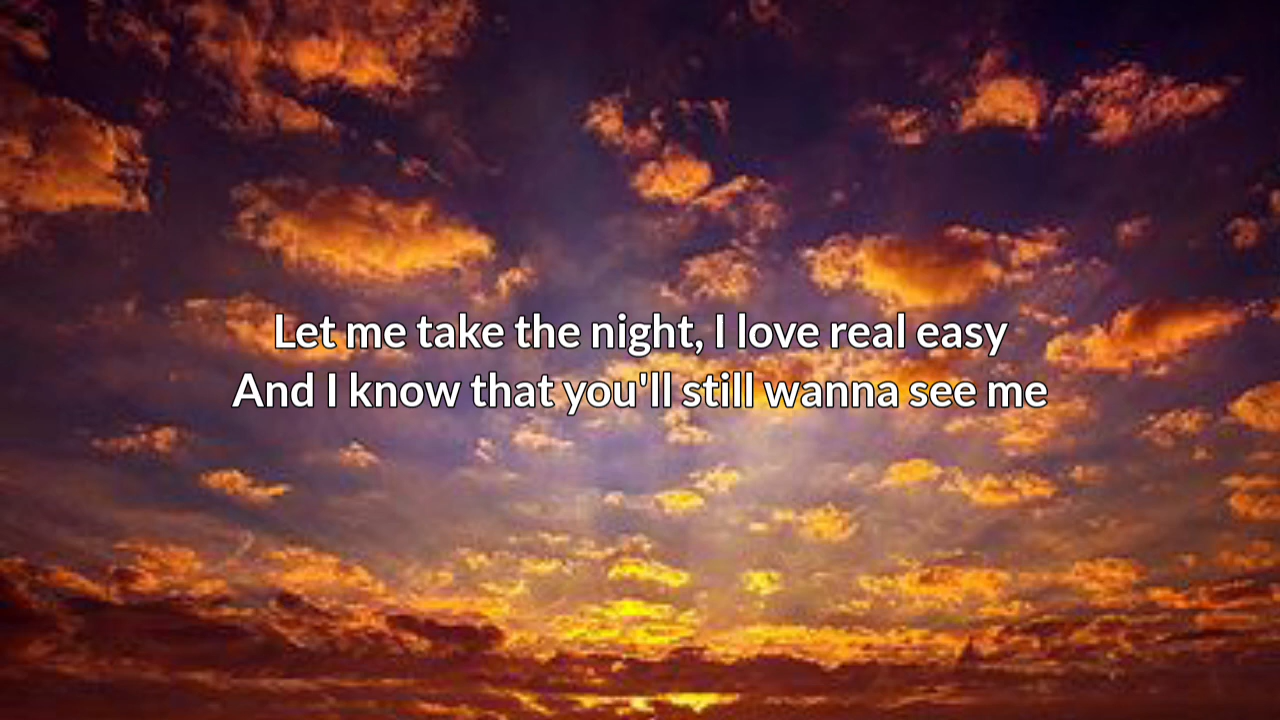 Let me take the night, I love real easy
And I know that you'll still wanna see me